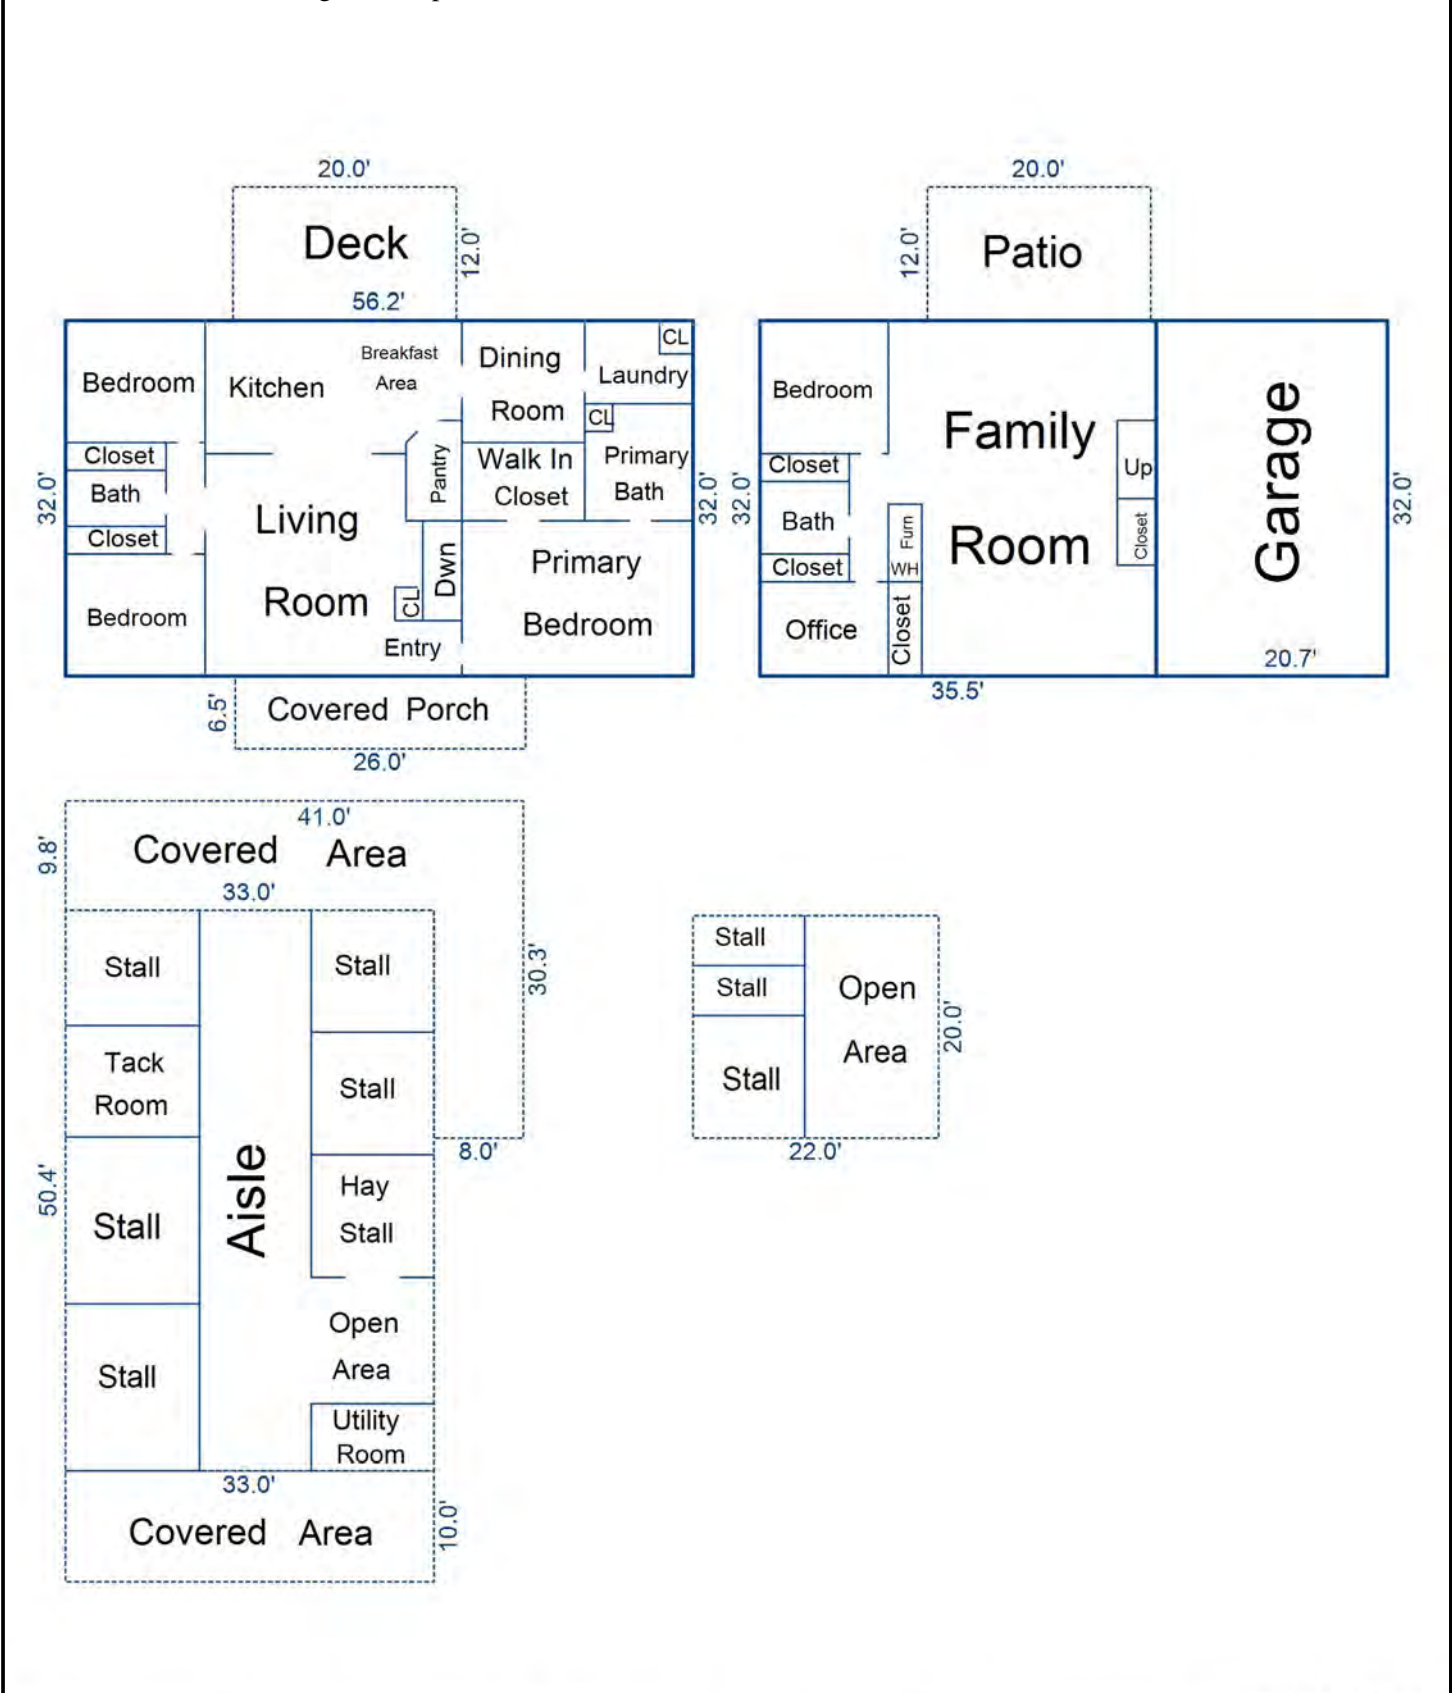 20.0'
Deck
12.0'
56.2'
Bedroom
Kitchen
Breakfast
Area
Dining
Room
CL
Laundry
CL
Closet
Bath
Closet
Pantry
Walk In
Closet
Primary
Bath
32.0'
32.0'
Living
Room
Dwn
CL
Primary
Bedroom
Bedroom
Entry
6.5'
Covered Porch
26.0'
20.0'
12.0'
Patio
Bedroom
Family
Room
Garage
Closet
Up
32.0'
Bath
Furn
WH
Closet
Closet
32.0'
Office
Closet
20.7'
35.5'
41.0'
9.8'
Covered Area
33.0'
Stall
Stall
30.3'
Tack
Room
Stall
8.0'
50.4'
Aisle
Hay
Stall
Stall
Open
Area
Stall
Utility
Room
33.0'
Covered Area
10.0'
Stall
Stall
Open
Area
Stall
20.0'
22.0'